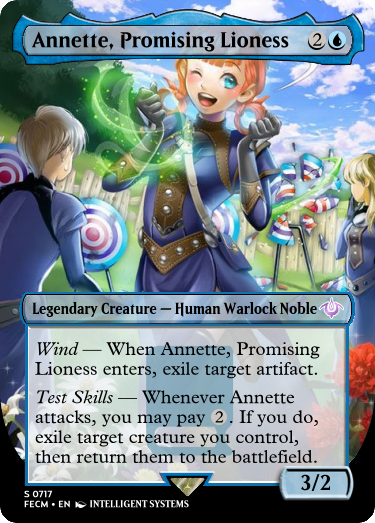 Annette, Promising Lioness 2
Legendary Creature — Human Warlock Noble
Wind — When Annette, Promising
Lioness enters, exile target artifact.
Test Skills — Whenever Annette
attacks, you may pay 2. If you do,
exile target creature you control,
then return them to the battlefield.
3/2
S 0717
FECM • EN INTELLIGENT SYSTEMS